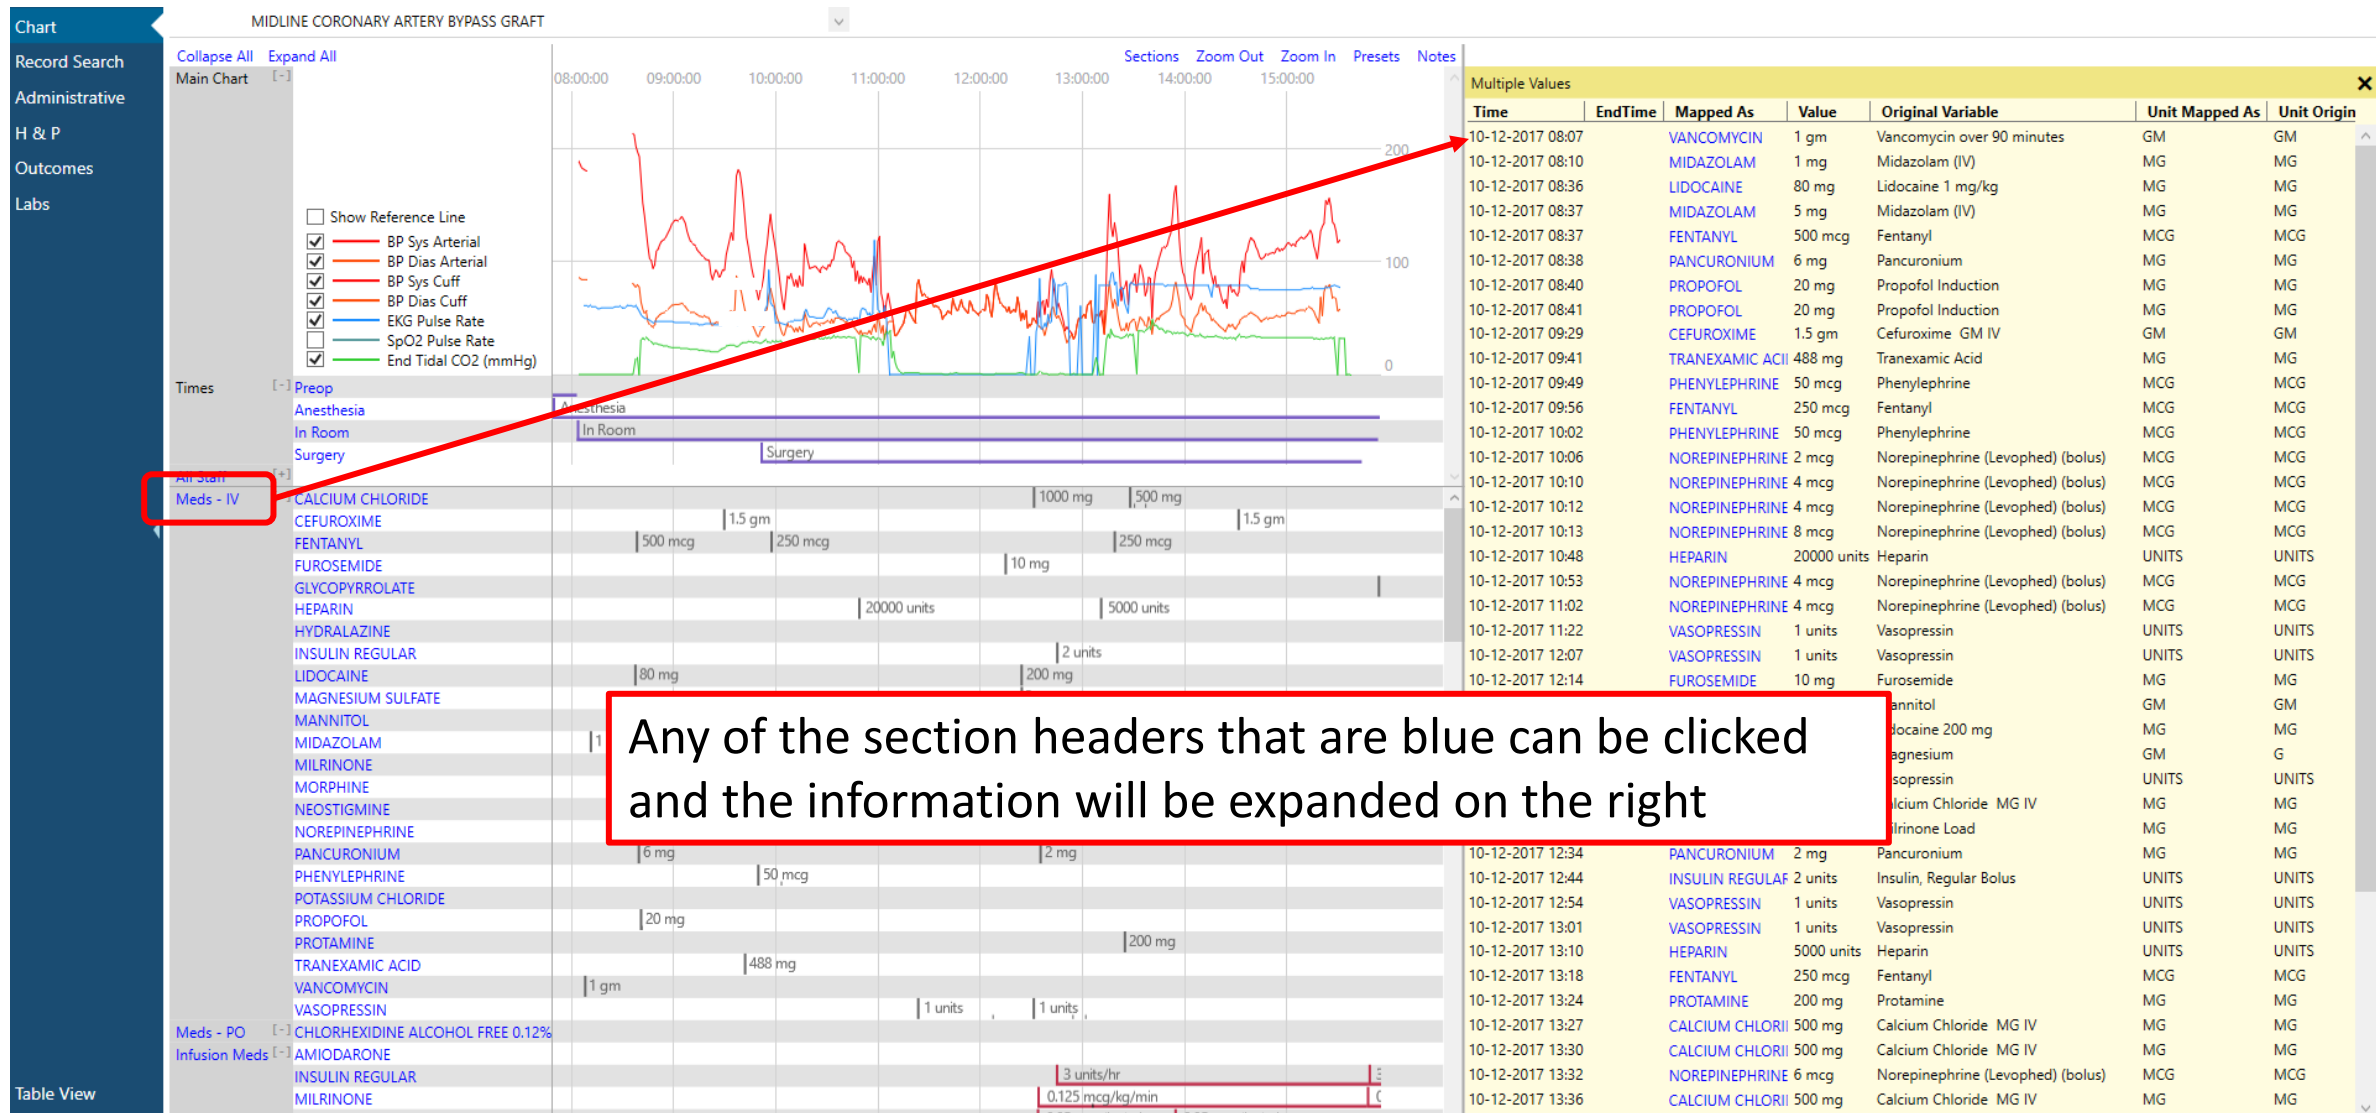 Chart
Record Search
Administrative
H & P
Outcomes
Labs
Table View
MIDLINE CORONARY ARTERY BYPASS GRAFT
Collapse All Expand All
Sections Zoom Out Zoom In Presets Notes
Main Chart [-]
08:00:00 09:00:00 10:00:00 11:00:00 12:00:00 13:00:00 14:00:00 15:00:00
200
100
0
Show Reference Line
BP Sys Arterial
BP Dias Arterial
BP Sys Cuff
BP Dias Cuff
EKG Pulse Rate
SpO2 Pulse Rate
End Tidal CO2 (mmHg)
Times [-] Preop
Anesthesia Anesthesia
In Room In Room
Surgery Surgery
All Staff [+]
Meds - IV CALCIUM CHLORIDE 1000 mg 500 mg
CEFUROXIME 1.5 gm 1.5 gm
FENTANYL 500 mcg 250 mcg 250 mcg
FUROSEMIDE 10 mg
GLYCOPYRROLATE
HEPARIN 20000 units 5000 units
HYDRALAZINE
INSULIN REGULAR 2 units
LIDOCAINE 80 mg 200 mg
MAGNESIUM SULFATE
MANNITOL
MIDAZOLAM 1
MILRINONE
MORPHINE
NEOSTIGMINE
NOREPINEPHRINE
PANCURONIUM 6 mg 2 mg
PHENYLEPHRINE 50 mcg
POTASSIUM CHLORIDE
PROPOFOL 20 mg
PROTAMINE 200 mg
TRANEXAMIC ACID 488 mg
VANCOMYCIN 1 gm
VASOPRESSIN 1 units 1 units
Meds - PO [-] CHLORHEXIDINE ALCOHOL FREE 0.12%
Infusion Meds [-] AMIODARONE
INSULIN REGULAR 3 units/hr
MILRINONE 0.125 mcg/kg/min
Any of the section headers that are blue can be clicked
and the information will be expanded on the right
Multiple Values
Time EndTime Mapped As Value Original Variable Unit Mapped As Unit Origin
10-12-2017 08:07 VANCOMYCIN 1 gm Vancomycin over 90 minutes GM GM
10-12-2017 08:10 MIDAZOLAM 1 mg Midazolam (IV) MG MG
10-12-2017 08:36 LIDOCAINE 80 mg Lidocaine 1 mg/kg MG MG
10-12-2017 08:37 MIDAZOLAM 5 mg Midazolam (IV) MG MG
10-12-2017 08:37 FENTANYL 500 mcg Fentanyl MCG MCG
10-12-2017 08:38 PANCURONIUM 6 mg Pancuronium MG MG
10-12-2017 08:40 PROPOFOL 20 mg Propofol Induction MG MG
10-12-2017 08:41 PROPOFOL 20 mg Propofol Induction MG MG
10-12-2017 09:29 CEFUROXIME 1.5 gm Cefuroxime GM IV GM GM
10-12-2017 09:41 TRANEXAMIC ACI 488 mg Tranexamic Acid MG MG
10-12-2017 09:49 PHENYLEPHRINE 50 mcg Phenylephrine MCG MCG
10-12-2017 09:56 FENTANYL 250 mcg Fentanyl MCG MCG
10-12-2017 10:02 PHENYLEPHRINE 50 mcg Phenylephrine MCG MCG
10-12-2017 10:06 NOREPINEPHRINE 2 mcg Norepinephrine (Levophed) (bolus) MCG MCG
10-12-2017 10:10 NOREPINEPHRINE 4 mcg Norepinephrine (Levophed) (bolus) MCG MCG
10-12-2017 10:12 NOREPINEPHRINE 4 mcg Norepinephrine (Levophed) (bolus) MCG MCG
10-12-2017 10:13 NOREPINEPHRINE 8 mcg Norepinephrine (Levophed) (bolus) MCG MCG
10-12-2017 10:48 HEPARIN 20000 units Heparin UNITS UNITS
10-12-2017 10:53 NOREPINEPHRINE 4 mcg Norepinephrine (Levophed) (bolus) MCG MCG
10-12-2017 11:02 NOREPINEPHRINE 4 mcg Norepinephrine (Levophed) (bolus) MCG MCG
10-12-2017 11:22 VASOPRESSIN 1 units Vasopressin UNITS UNITS
10-12-2017 12:07 VASOPRESSIN 1 units Vasopressin UNITS UNITS
10-12-2017 12:14 FUROSEMIDE 10 mg Furosemide MG MG
annitol GM GM
docaine 200 mg MG MG
agnesium GM G
sopressin UNITS UNITS
lcium Chloride MG IV MG MG
ilrinone Load MG MG
10-12-2017 12:34 PANCURONIUM 2 mg Pancuronium MG MG
10-12-2017 12:44 INSULIN REGULAR 2 units Insulin, Regular Bolus UNITS UNITS
10-12-2017 12:54 VASOPRESSIN 1 units Vasopressin UNITS UNITS
10-12-2017 13:01 VASOPRESSIN 1 units Vasopressin UNITS UNITS
10-12-2017 13:10 HEPARIN 5000 units Heparin UNITS UNITS
10-12-2017 13:18 FENTANYL 250 mcg Fentanyl MCG MCG
10-12-2017 13:24 PROTAMINE 200 mg Protamine MG MG
10-12-2017 13:27 CALCIUM CHLORI 500 mg Calcium Chloride MG IV MG MG
10-12-2017 13:30 CALCIUM CHLORI 500 mg Calcium Chloride MG IV MG MG
10-12-2017 13:32 NOREPINEPHRINE 6 mcg Norepinephrine (Levophed) (bolus) MCG MCG
10-12-2017 13:36 CALCIUM CHLORI 500 mg Calcium Chloride MG IV MG MG